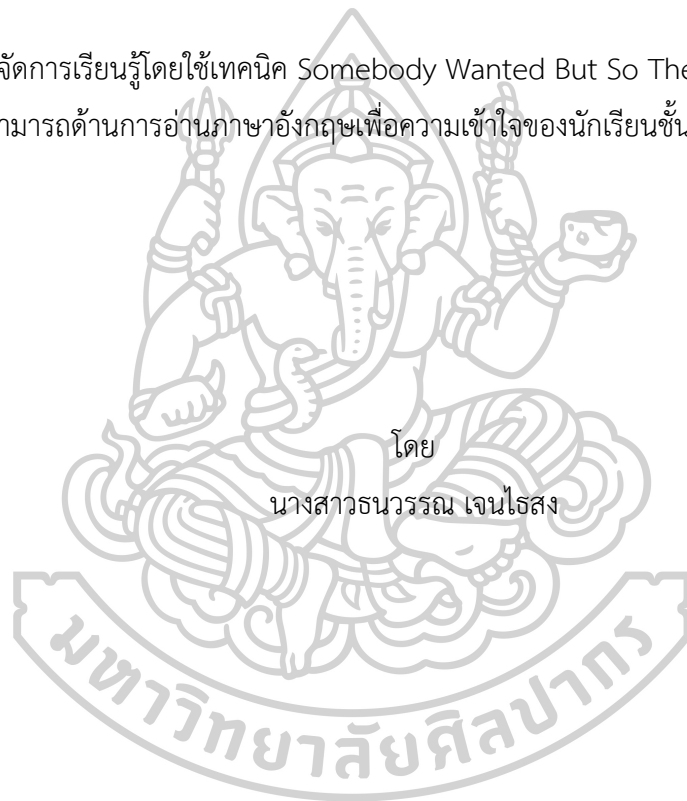 จัดการเรียนรู้โดยใช้เทคนิค Somebody Wanted But So The
ามารถด้านการอ่านภาษาอังกฤษเพื่อความเข้าใจของนักเรียนชั้น
โดย
นางสาวธนวรรณ เจนไธสง
มหาวิทยาลัยศิลปากร